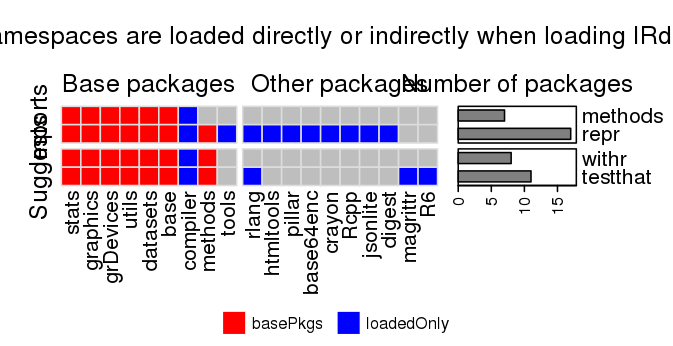 amespaces are loaded directly or indirectly when loading IRd
Base packages
Other packages
Number of packages
Imports
Suggests
methods
repr
withr
testthat
stats
graphics
grDevices
utils
datasets
base
compiler
methods
tools
rlang
htmltools
pillar
base64enc
crayon
Rcpp
jsonlite
digest
magrittr
R6
0
5
10
15
basePkgs
loadedOnly